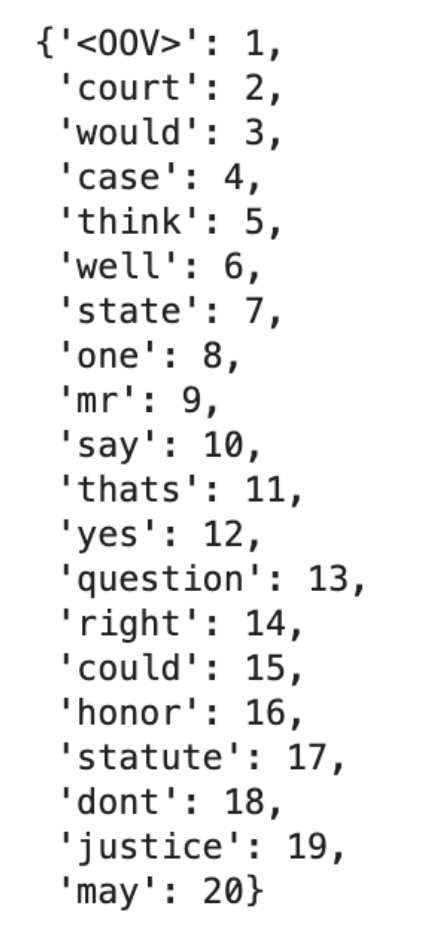 {'<OOV>': 1,
'court': 2,
'would': 3,
'case': 4,
'think': 5,
'well': 6,
'state': 7,
'one': 8,
'mr': 9,
'say': 10,
'thats': 11,
'yes': 12,
'question': 13,
'right': 14,
'could': 15,
'honor': 16,
'statute': 17,
'dont': 18,
'justice': 19,
'may': 20}